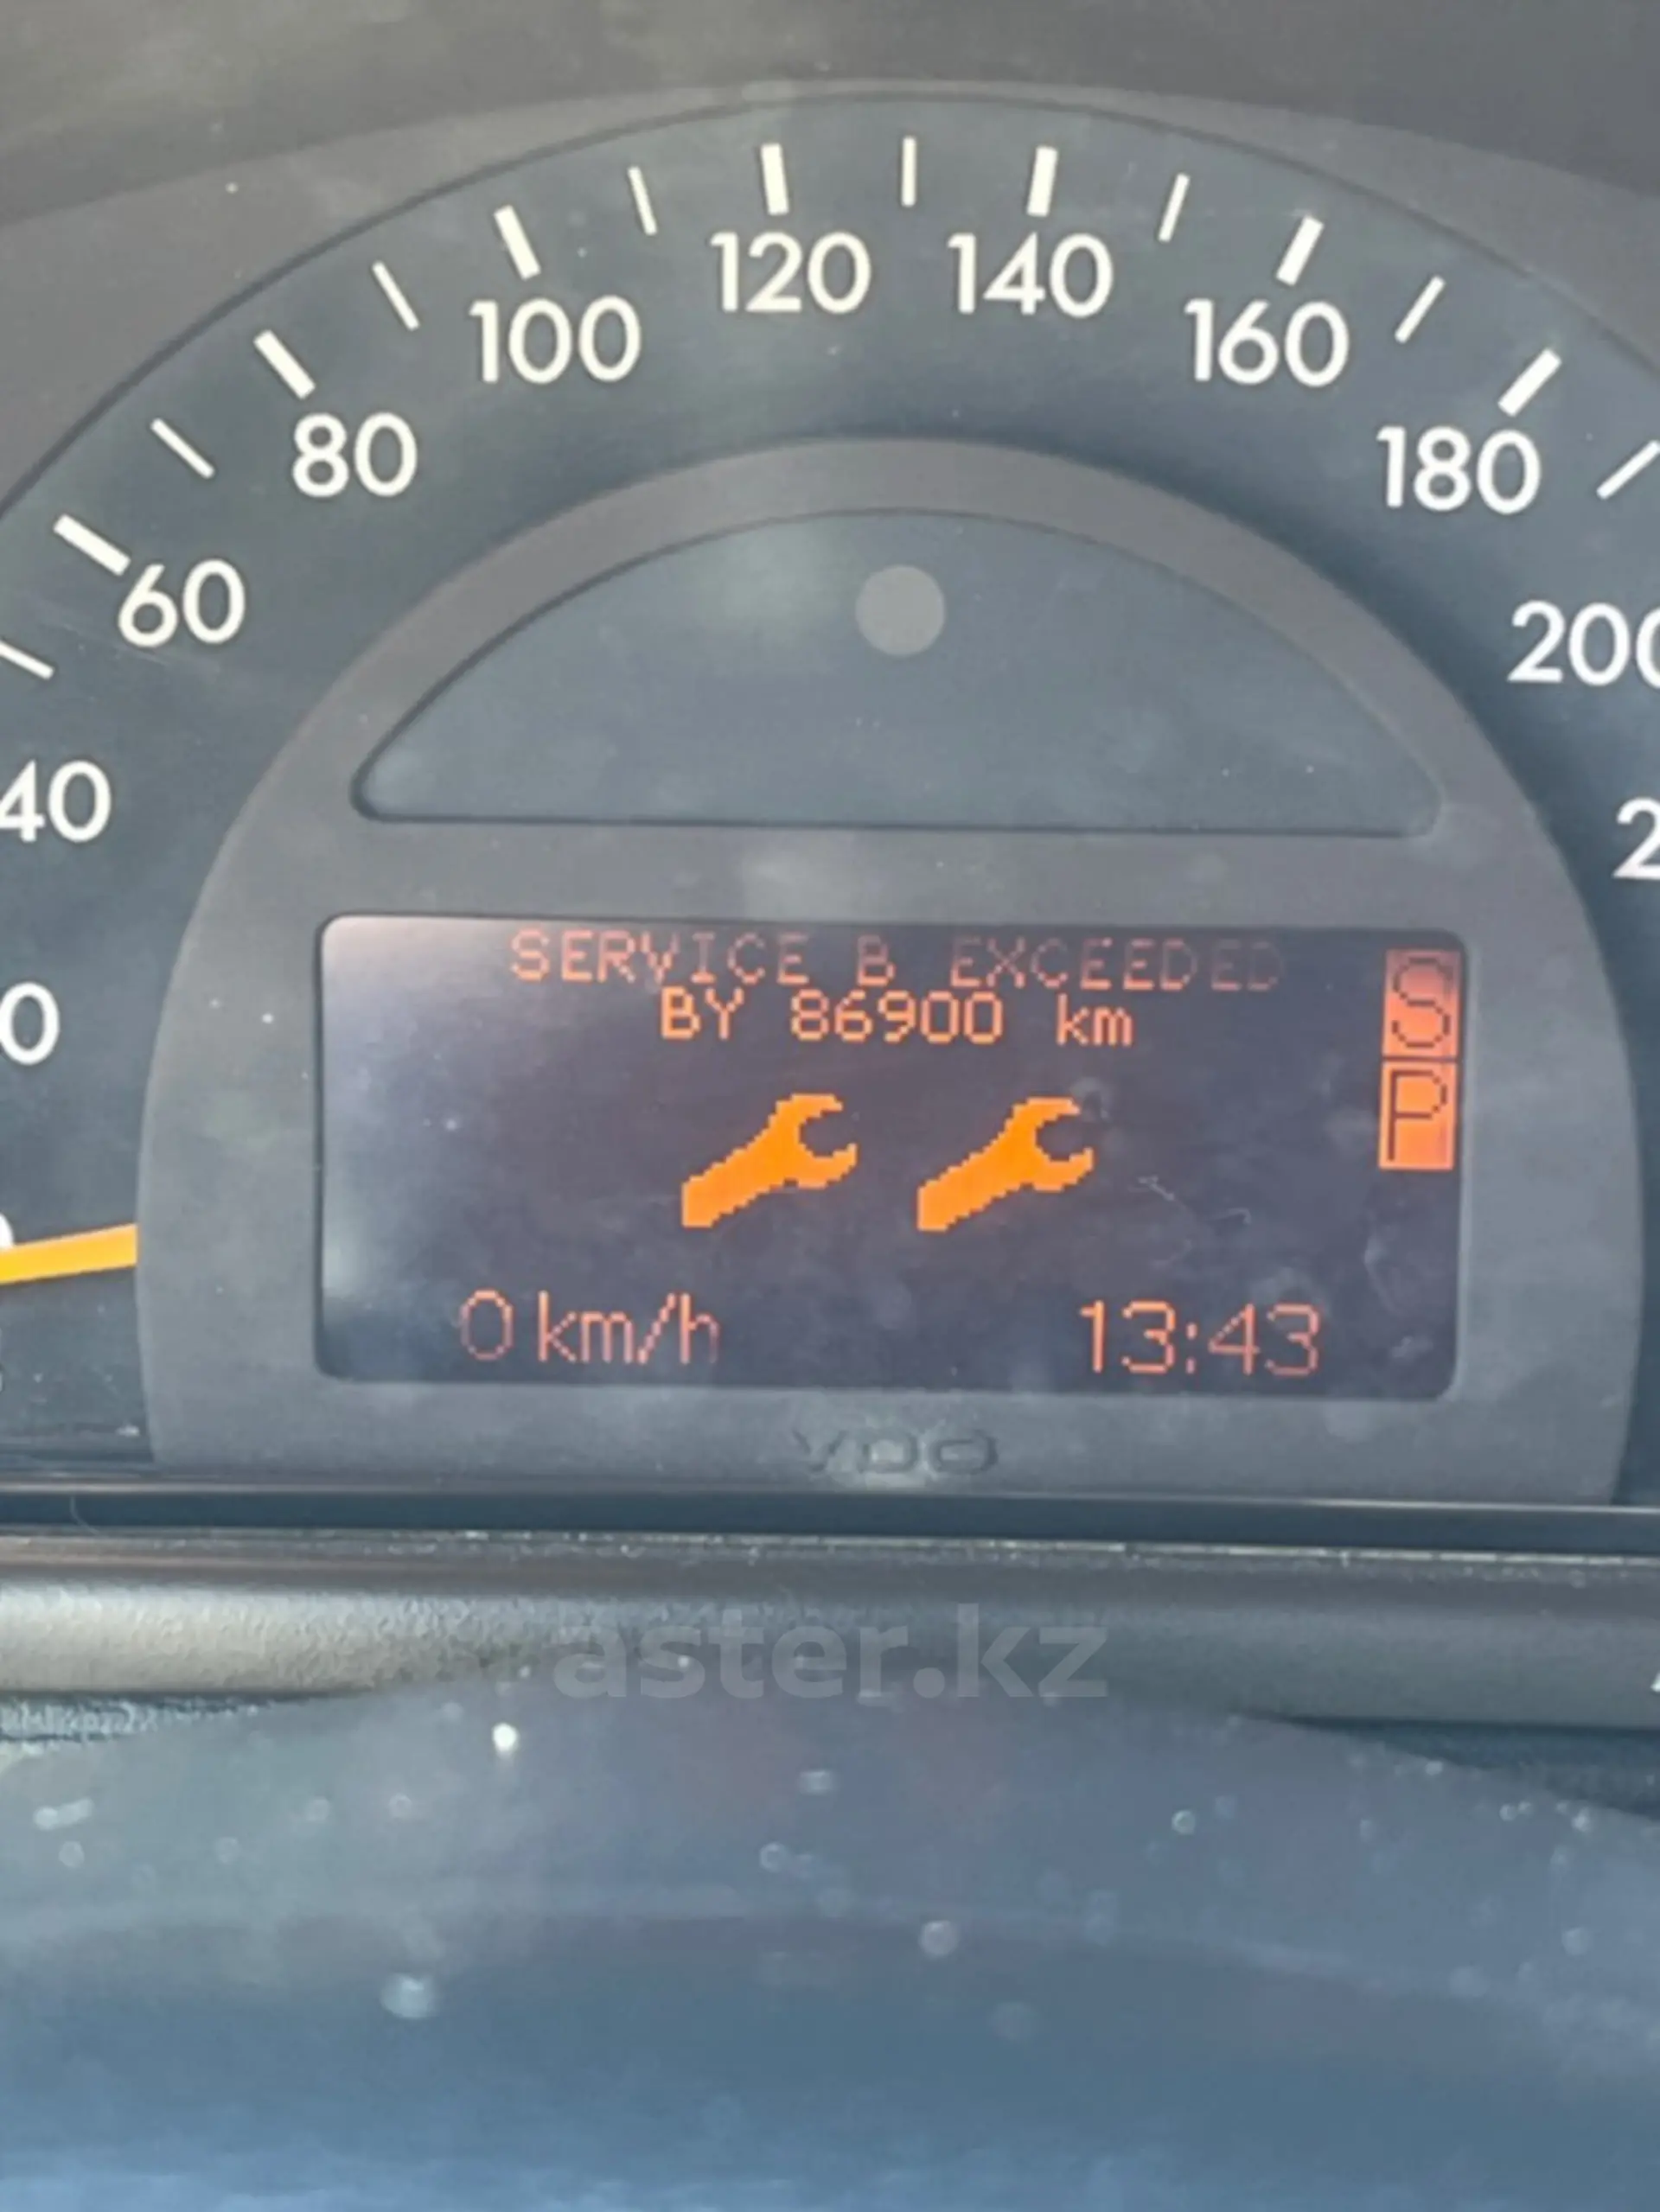 120 140
100 160
80 180
60 200
40
SERVICE B EXCEEDED
BY 86900 km
S
P
0 km/h 13:43
VDO
aster.kz